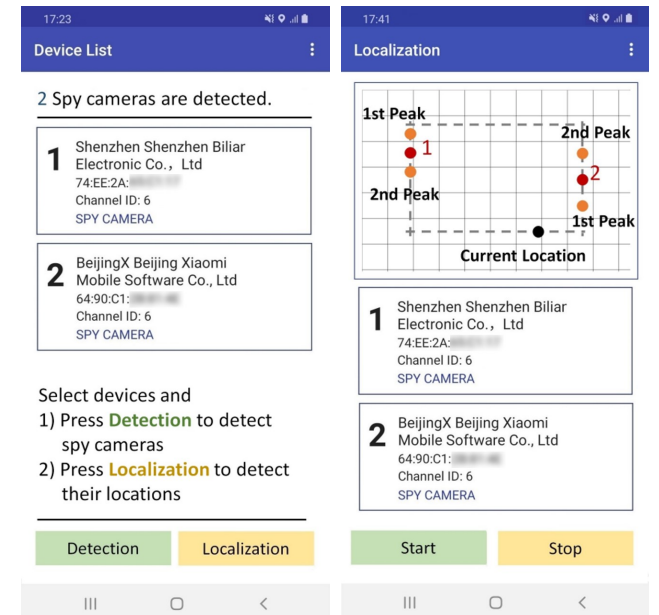 17:23
Device List
2 Spy cameras are detected.
1
Shenzhen Shenzhen Biliar
Electronic Co., Ltd
74:EE:2A:
Channel ID: 6
SPY CAMERA
2
BeijingX Beijing Xiaomi
Mobile Software Co., Ltd
64:90:C1:
Channel ID: 6
SPY CAMERA
Select devices and
1) Press Detection to detect
spy cameras
2) Press Localization to detect
their locations
Detection
Localization
17:41
Localization
1st Peak
1
2nd Peak
2nd Peak
2
1st Peak
Current Location
1
Shenzhen Shenzhen Biliar
Electronic Co., Ltd
74:EE:2A:
Channel ID: 6
SPY CAMERA
2
BeijingX Beijing Xiaomi
Mobile Software Co., Ltd
64:90:C1:
Channel ID: 6
SPY CAMERA
Start
Stop